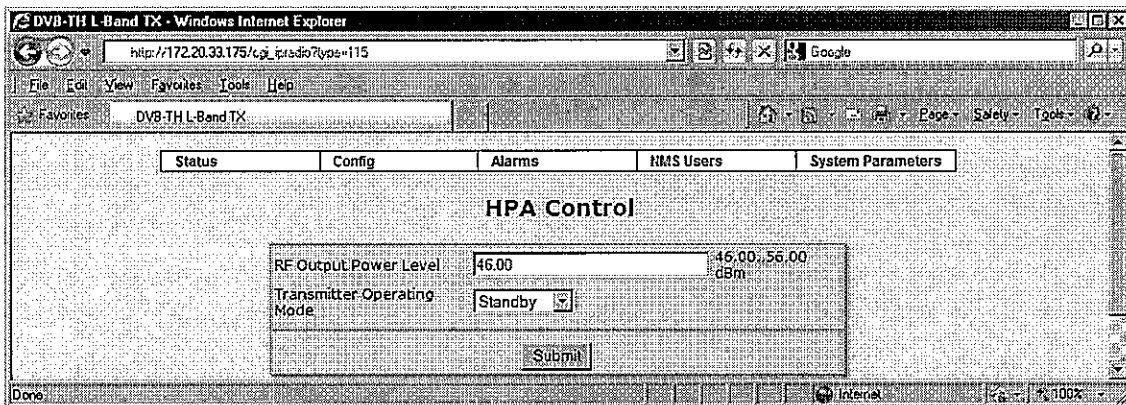 DVB-TH L-Band TX - Windows Internet Explorer
http://172.20.33.175/cgi_ipradio?type=115
Google
File Edit View Favorites Tools Help
Favorites DVB-TH L-Band TX Page Safety Tools
Status Config Alarms NMS Users System Parameters
HPA Control
RF Output Power Level 46.00 46.00..56.00 dBm
Transmitter Operating Mode Standby
Submit
Done Internet 100%